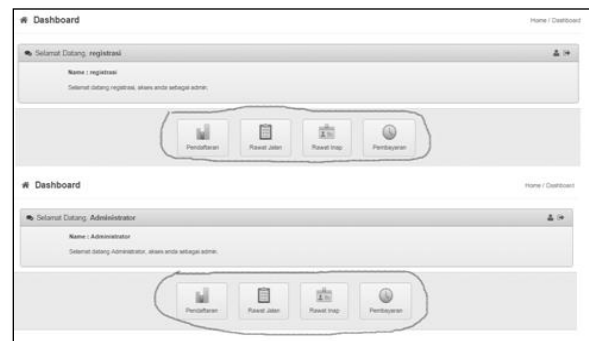 Dashboard
Home / Dashboard
Selamat Datang, registrasi
Name : registrasi
Selamat datang registrasi, akses anda sebagai admin.
Pendaftaran
Rawat Jalan
Rawat Inap
Pembayaran
Dashboard
Home / Dashboard
Selamat Datang, Administrator
Name : Administrator
Selamat datang Administrator, akses anda sebagai admin.
Pendaftaran
Rawat Jalan
Rawat Inap
Pembayaran